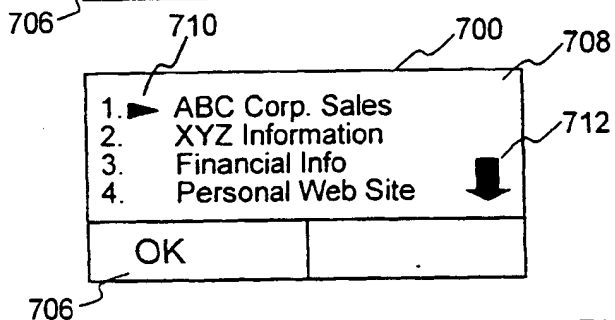 706
710
700
708
1. ABC Corp. Sales
712
2. XYZ Information
3. Financial Info
4. Personal Web Site
OK
706